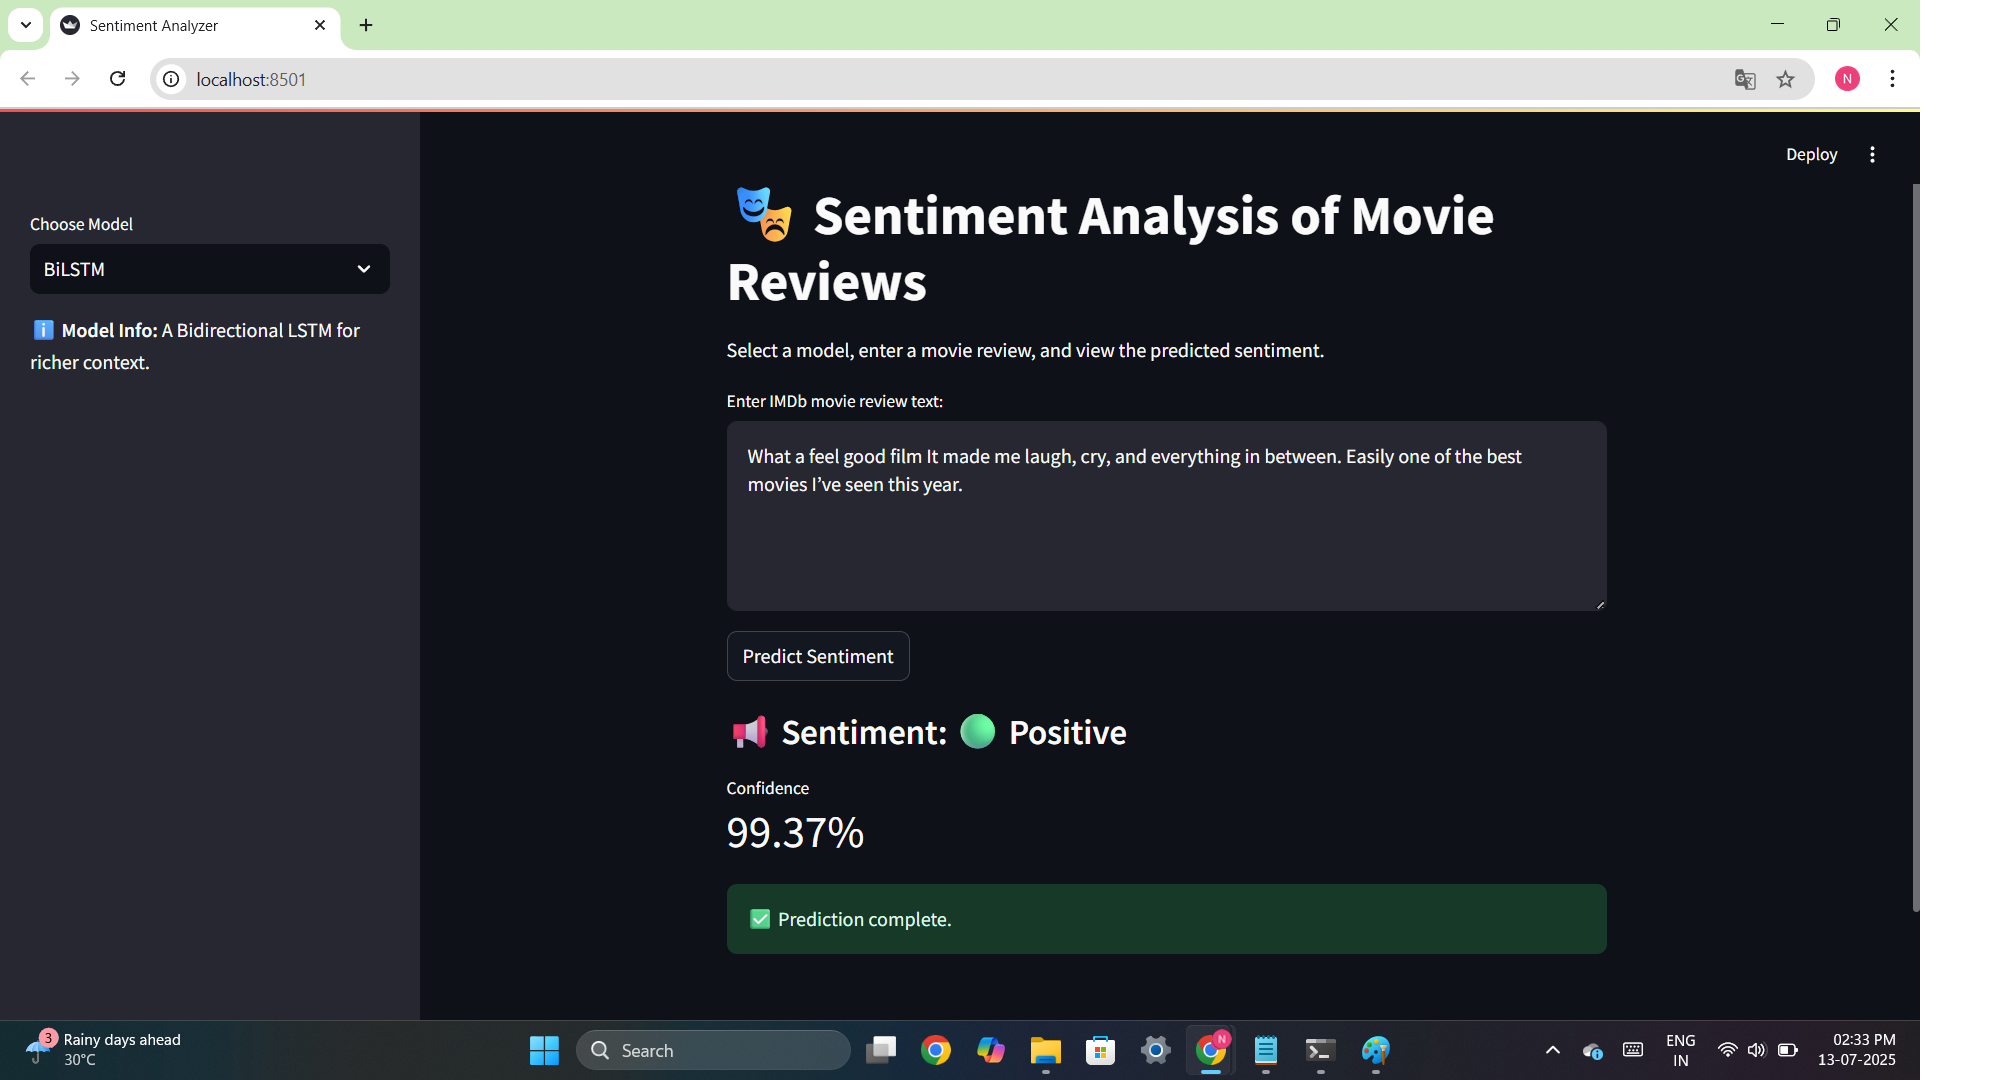 Sentiment Analyzer
localhost:8501
N
Deploy
Choose Model
BiLSTM
Model Info: A Bidirectional LSTM for
richer context.
Sentiment Analysis of Movie
Reviews
Select a model, enter a movie review, and view the predicted sentiment.
Enter IMDb movie review text:
What a feel good film It made me laugh, cry, and everything in between. Easily one of the best
movies I’ve seen this year.
Predict Sentiment
Sentiment: Positive
Confidence
99.37%
Prediction complete.
3
Rainy days ahead
30°C
Search
N
ENG
IN
02:33 PM
13-07-2025